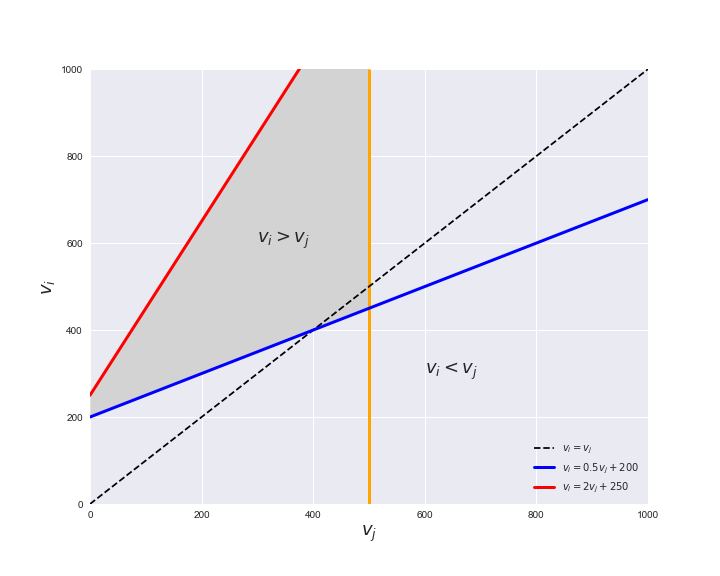 1000
800
600
400
200
0
v_i
v_i > v_j
v_i < v_j
v_i = v_j
v_i = 0.5v_j + 200
v_i = 2v_j + 250
0 200 400 600 800 1000
v_j